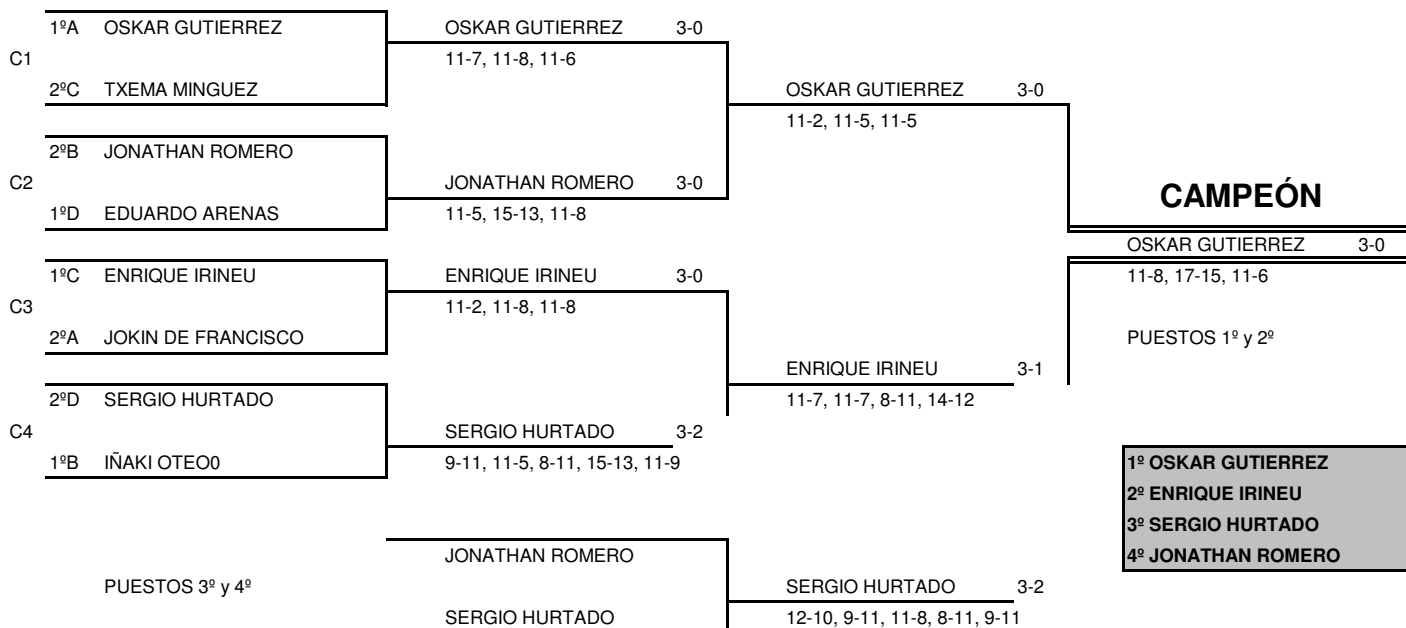 1ºA OSKAR GUTIERREZ OSKAR GUTIERREZ 3-0
C1 11-7, 11-8, 11-6
2ºC TXEMA MINGUEZ OSKAR GUTIERREZ 3-0
11-2, 11-5, 11-5
2ºB JONATHAN ROMERO
C2 JONATHAN ROMERO 3-0
CAMPEÓN
1ºD EDUARDO ARENAS 11-5, 15-13, 11-8
OSKAR GUTIERREZ 3-0
1ºC ENRIQUE IRINEU ENRIQUE IRINEU 3-0 11-8, 17-15, 11-6
C3 11-2, 11-8, 11-8
2ºA JOKIN DE FRANCISCO PUESTOS 1º y 2º
ENRIQUE IRINEU 3-1
2ºD SERGIO HURTADO 11-7, 11-7, 8-11, 14-12
C4 SERGIO HURTADO 3-2
1ºB IÑAKI OTEO0 9-11, 11-5, 8-11, 15-13, 11-9 1º OSKAR GUTIERREZ
2º ENRIQUE IRINEU
3º SERGIO HURTADO
JONATHAN ROMERO 4º JONATHAN ROMERO
PUESTOS 3º y 4º SERGIO HURTADO 3-2
SERGIO HURTADO 12-10, 9-11, 11-8, 8-11, 9-11